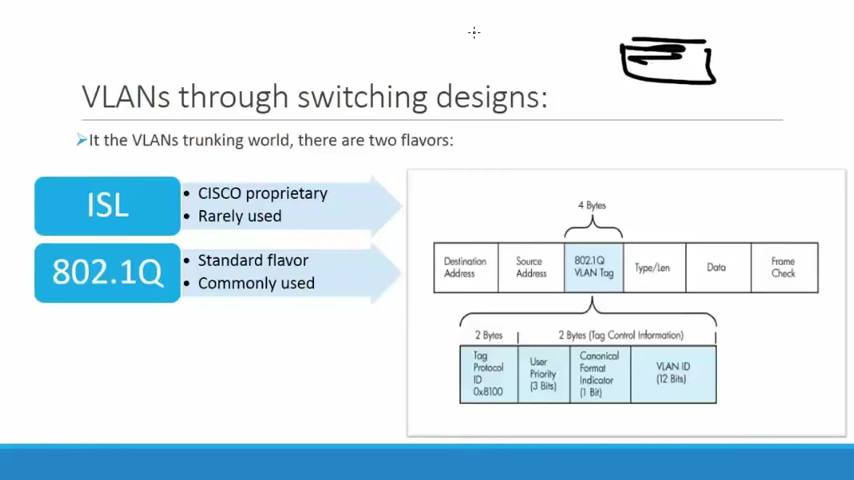 VLANs through switching designs:
It the VLANs trunking world, there are two flavors:
ISL
• CISCO proprietary
• Rarely used
802.1Q
• Standard flavor
• Commonly used
4 Bytes
Destination
Address
Source
Address
802.1Q
VLAN Tag
Type/Len
Data
Frame
Check
2 Bytes
2 Bytes (Tag Control Information)
Tag
Protocol
ID
0x8100
User
Priority
(3 Bits)
Canonical
Format
Indicator
(1 Bit)
VLAN ID
(12 Bits)